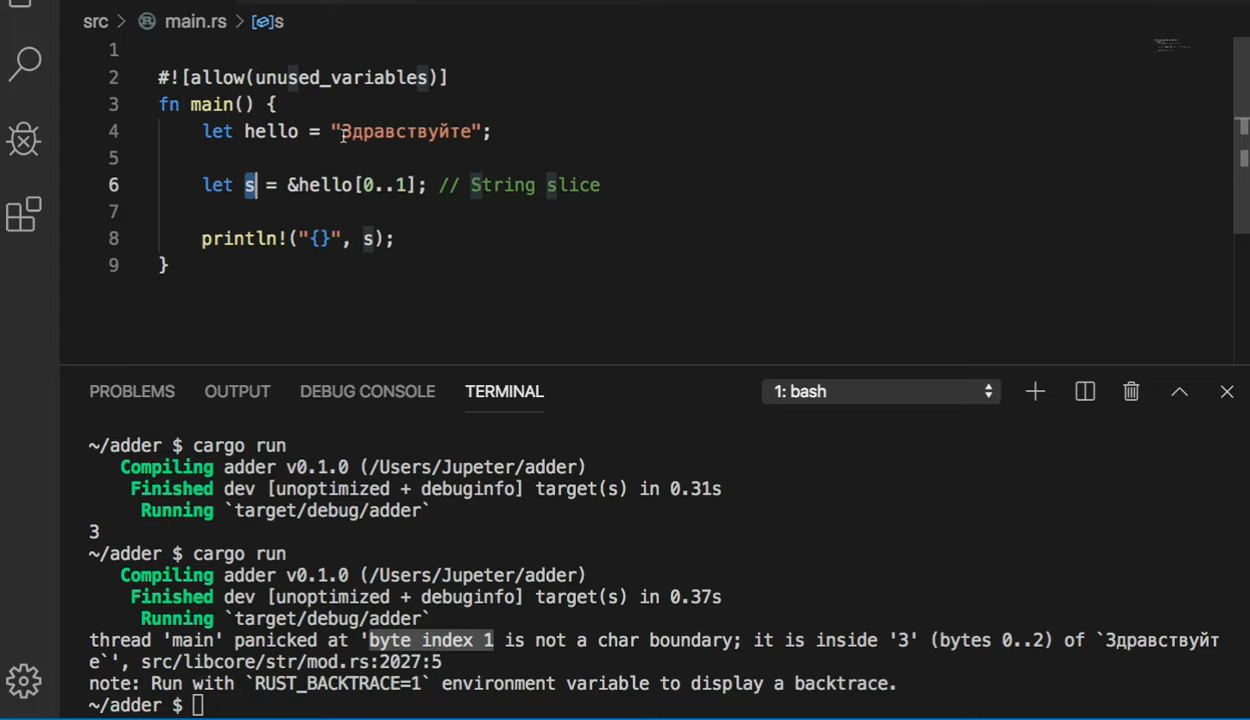 src > main.rs > s
1
2 #![allow(unused_variables)]
3 fn main() {
4 let hello = "Здравствуйте";
5
6 let s = &hello[0..1]; // String slice
7
8 println!("{}", s);
9 }
PROBLEMS OUTPUT DEBUG CONSOLE TERMINAL 1: bash
~/adder $ cargo run
Compiling adder v0.1.0 (/Users/Jupeter/adder)
Finished dev [unoptimized + debuginfo] target(s) in 0.31s
Running `target/debug/adder`
З
~/adder $ cargo run
Compiling adder v0.1.0 (/Users/Jupeter/adder)
Finished dev [unoptimized + debuginfo] target(s) in 0.37s
Running `target/debug/adder`
thread 'main' panicked at 'byte index 1 is not a char boundary; it is inside 'З' (bytes 0..2) of `Здравствуйт
е`', src/libcore/str/mod.rs:2027:5
note: Run with `RUST_BACKTRACE=1` environment variable to display a backtrace.
~/adder $